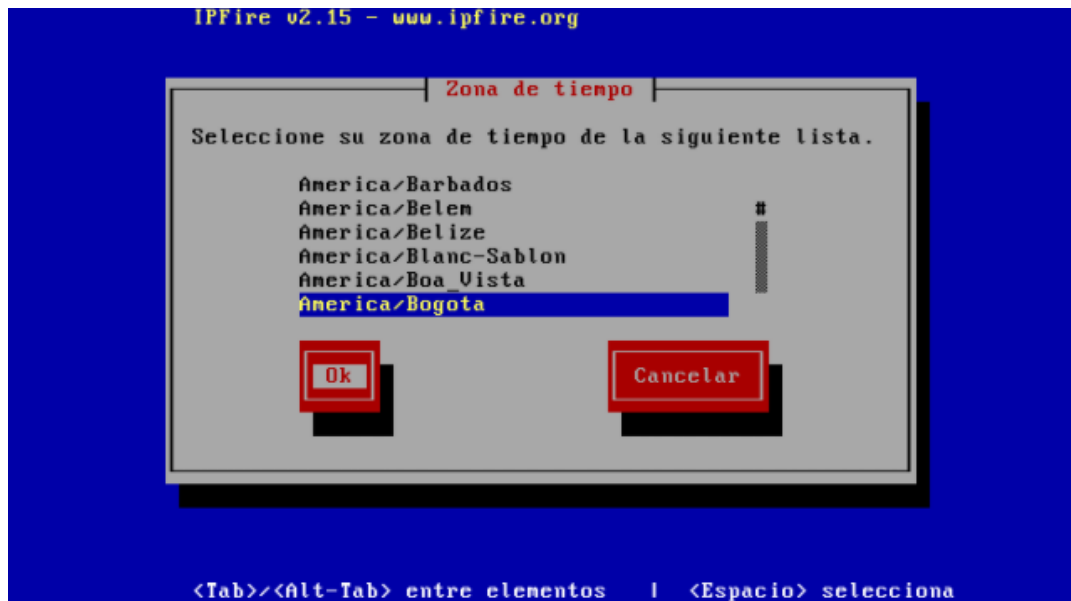 IPFire v2.15 - www.ipfire.org
Zona de tiempo
Seleccione su zona de tiempo de la siguiente lista.
America/Barbados
America/Belem
#
America/Belize
America/Blanc-Sablon
America/Boa_Vista
America/Bogota
Ok
Cancelar
<Tab>/<Alt-Tab> entre elementos | <Espacio> selecciona